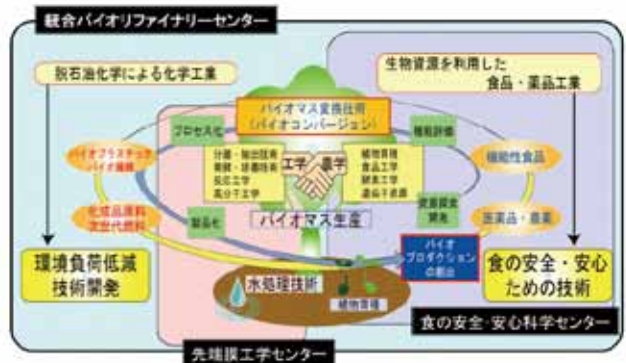 統合バイオリファイナリーセンター
脱石油化学による化学工業
生物資源を利用した
食品・薬品工業
バイオマス変換技術
（バイオコンバージョン）
プロセス化
機能評価
バイオプラスチック
バイオ繊維
分離・抽出技術
発酵・培養技術
反応工学
高分子工学
工学
農学
植物育種
食品工学
酵素工学
遺伝子資源
機能性食品
化成品原料
次世代燃料
製品化
バイオマス生産
資源探索
開発
医薬品・農薬
環境負荷低減
技術開発
バイオ
プロダクション
の創出
食の安全・安心
ための技術
水処理技術
植物育種
食の安全・安心科学センター
先端膜工学センター